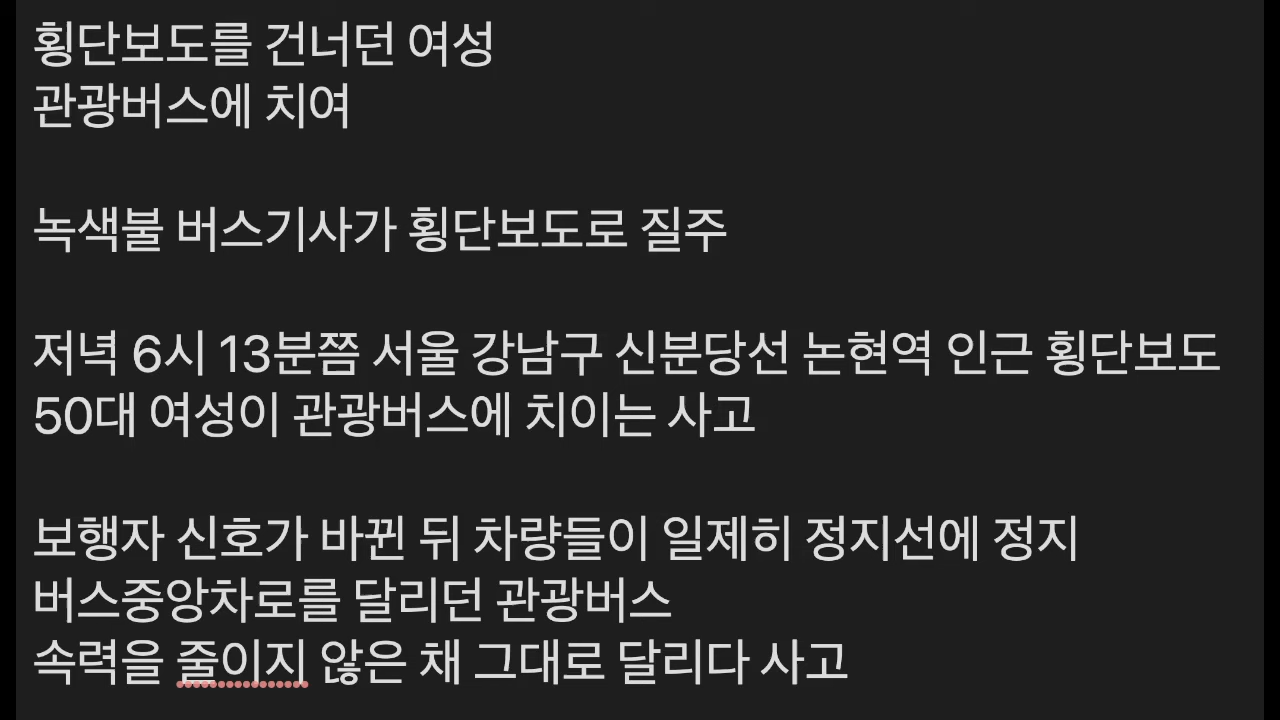 횡단보도를 건너던 여성
관광버스에 치여
녹색불 버스기사가 횡단보도로 질주
저녁 6시 13분쯤 서울 강남구 신분당선 논현역 인근 횡단보도
50대 여성이 관광버스에 치이는 사고
보행자 신호가 바뀐 뒤 차량들이 일제히 정지선에 정지
버스중앙차로를 달리던 관광버스
속력을 줄이지 않은 채 그대로 달리다 사고